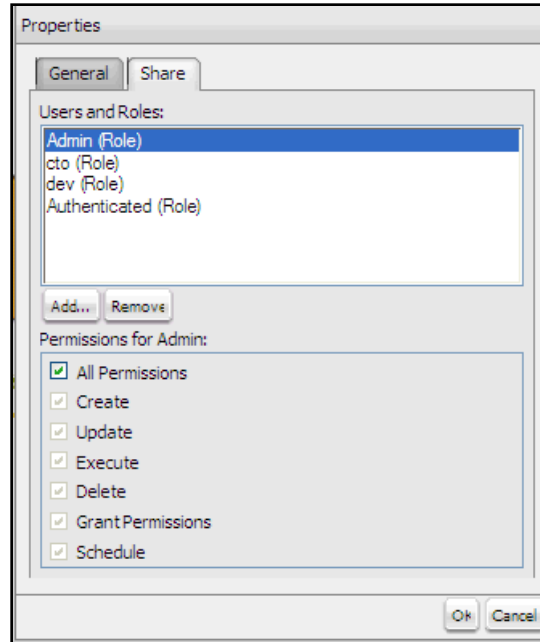 Properties
General Share
Users and Roles:
Admin (Role)
cto (Role)
dev (Role)
Authenticated (Role)
Add... Remove
Permissions for Admin:
All Permissions
Create
Update
Execute
Delete
Grant Permissions
Schedule
Ok Cancel